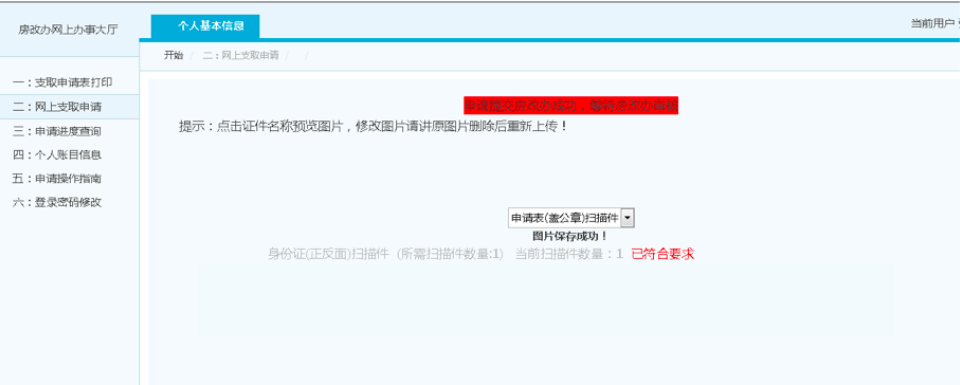 房改办网上办事大厅
个人基本信息
当前用户
开始 / 二：网上支取申请 / /
一：支取申请表打印
二：网上支取申请
三：申请进度查询
四：个人账目信息
五：申请操作指南
六：登录密码修改
申请提交房改办成功，等待房改办审核
提示：点击证件名称预览图片，修改图片请讲原图片删除后重新上传！
申请表(盖公章)扫描件
图片保存成功！
身份证(正反面)扫描件 (所需扫描件数量:1) 当前扫描件数量：1 已符合要求